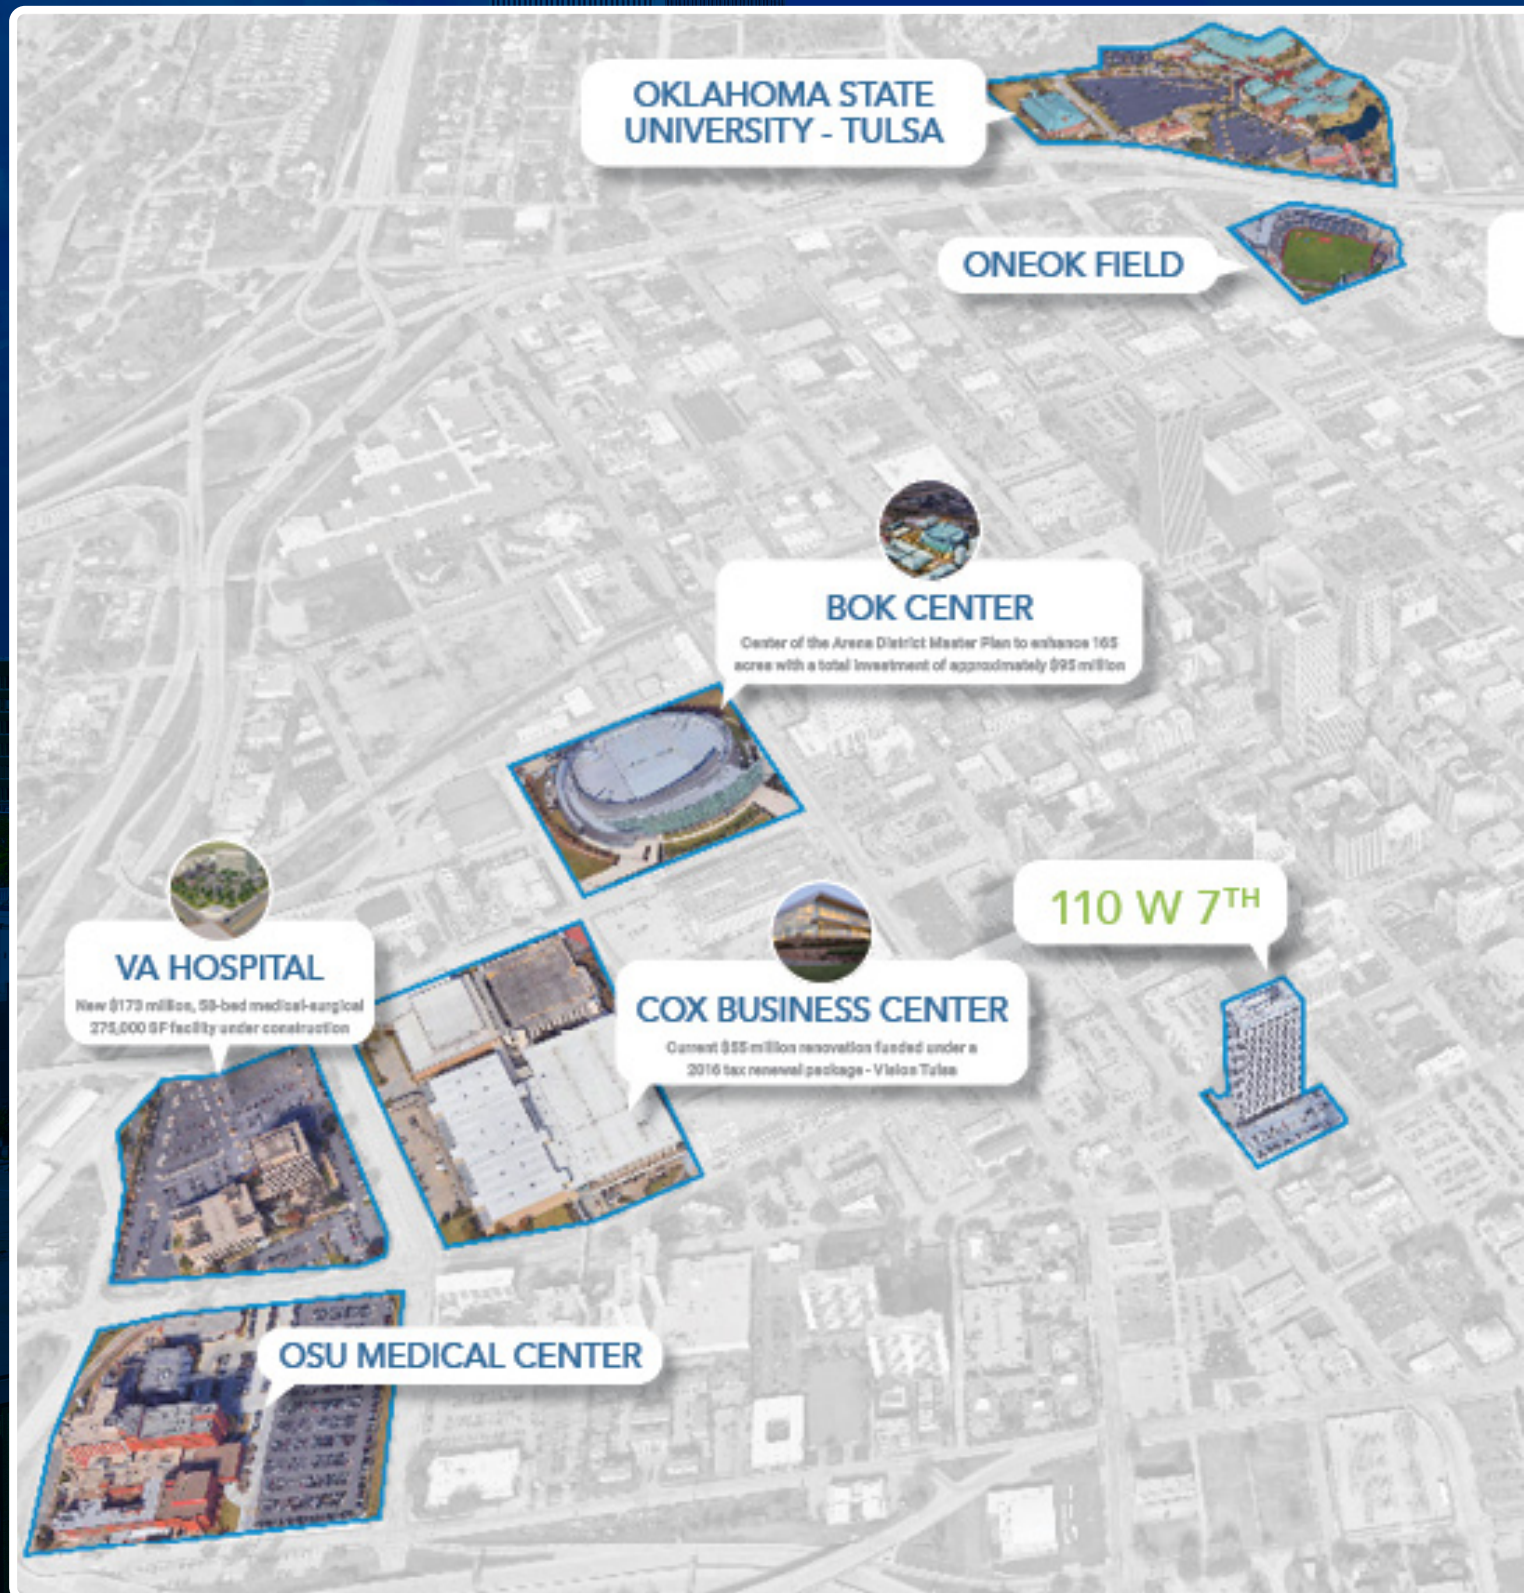 OKLAHOMA STATE
UNIVERSITY - TULSA
ONEOK FIELD
BOK CENTER
Center of the Arena District Master Plan to enhance 165
acres with a total investment of approximately $95 million
110 W 7TH
VA HOSPITAL
New $173 million, 58-bed medical-surgical
275,000 SF facility under construction
COX BUSINESS CENTER
Current $55 million renovation funded under a
2016 tax renewal package - Vision Tulsa
OSU MEDICAL CENTER